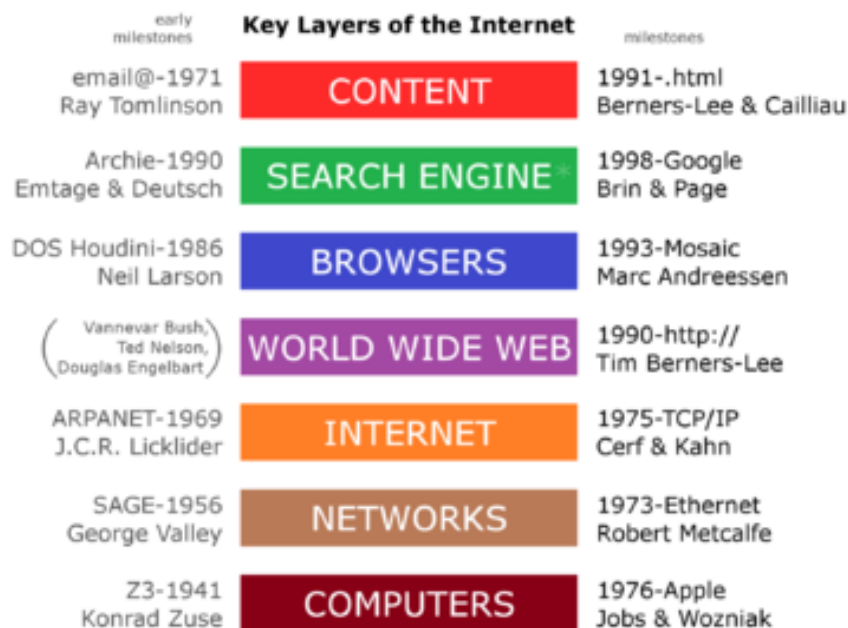 early
milestones
Key Layers of the Internet
milestones
email@-1971
Ray Tomlinson
CONTENT
1991-.html
Berners-Lee & Cailliau
Archie-1990
Emtage & Deutsch
SEARCH ENGINE*
1998-Google
Brin & Page
DOS Houdini-1986
Neil Larson
BROWSERS
1993-Mosaic
Marc Andreessen
(Vannevar Bush,
Ted Nelson,
Douglas Engelbart)
WORLD WIDE WEB
1990-http://
Tim Berners-Lee
ARPANET-1969
J.C.R. Licklider
INTERNET
1975-TCP/IP
Cerf & Kahn
SAGE-1956
George Valley
NETWORKS
1973-Ethernet
Robert Metcalfe
Z3-1941
Konrad Zuse
COMPUTERS
1976-Apple
Jobs & Wozniak